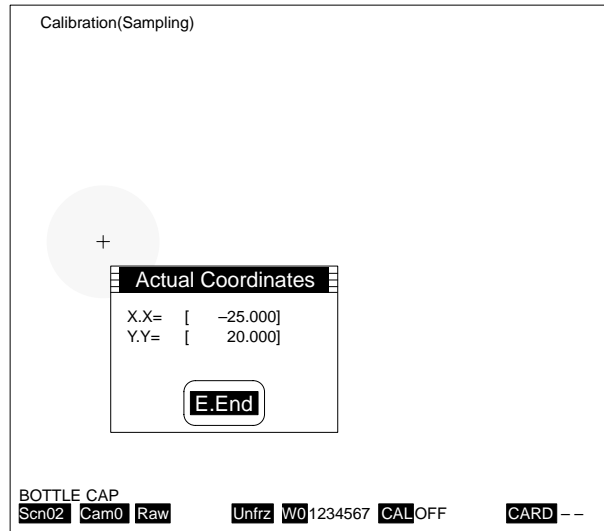 Calibration(Sampling)
Actual Coordinates
X.X= [ –25.000]
Y.Y= [ 20.000]
E.End
BOTTLE CAP
Scn02 Cam0 Raw Unfrz W01234567 CALOFF CARD – –